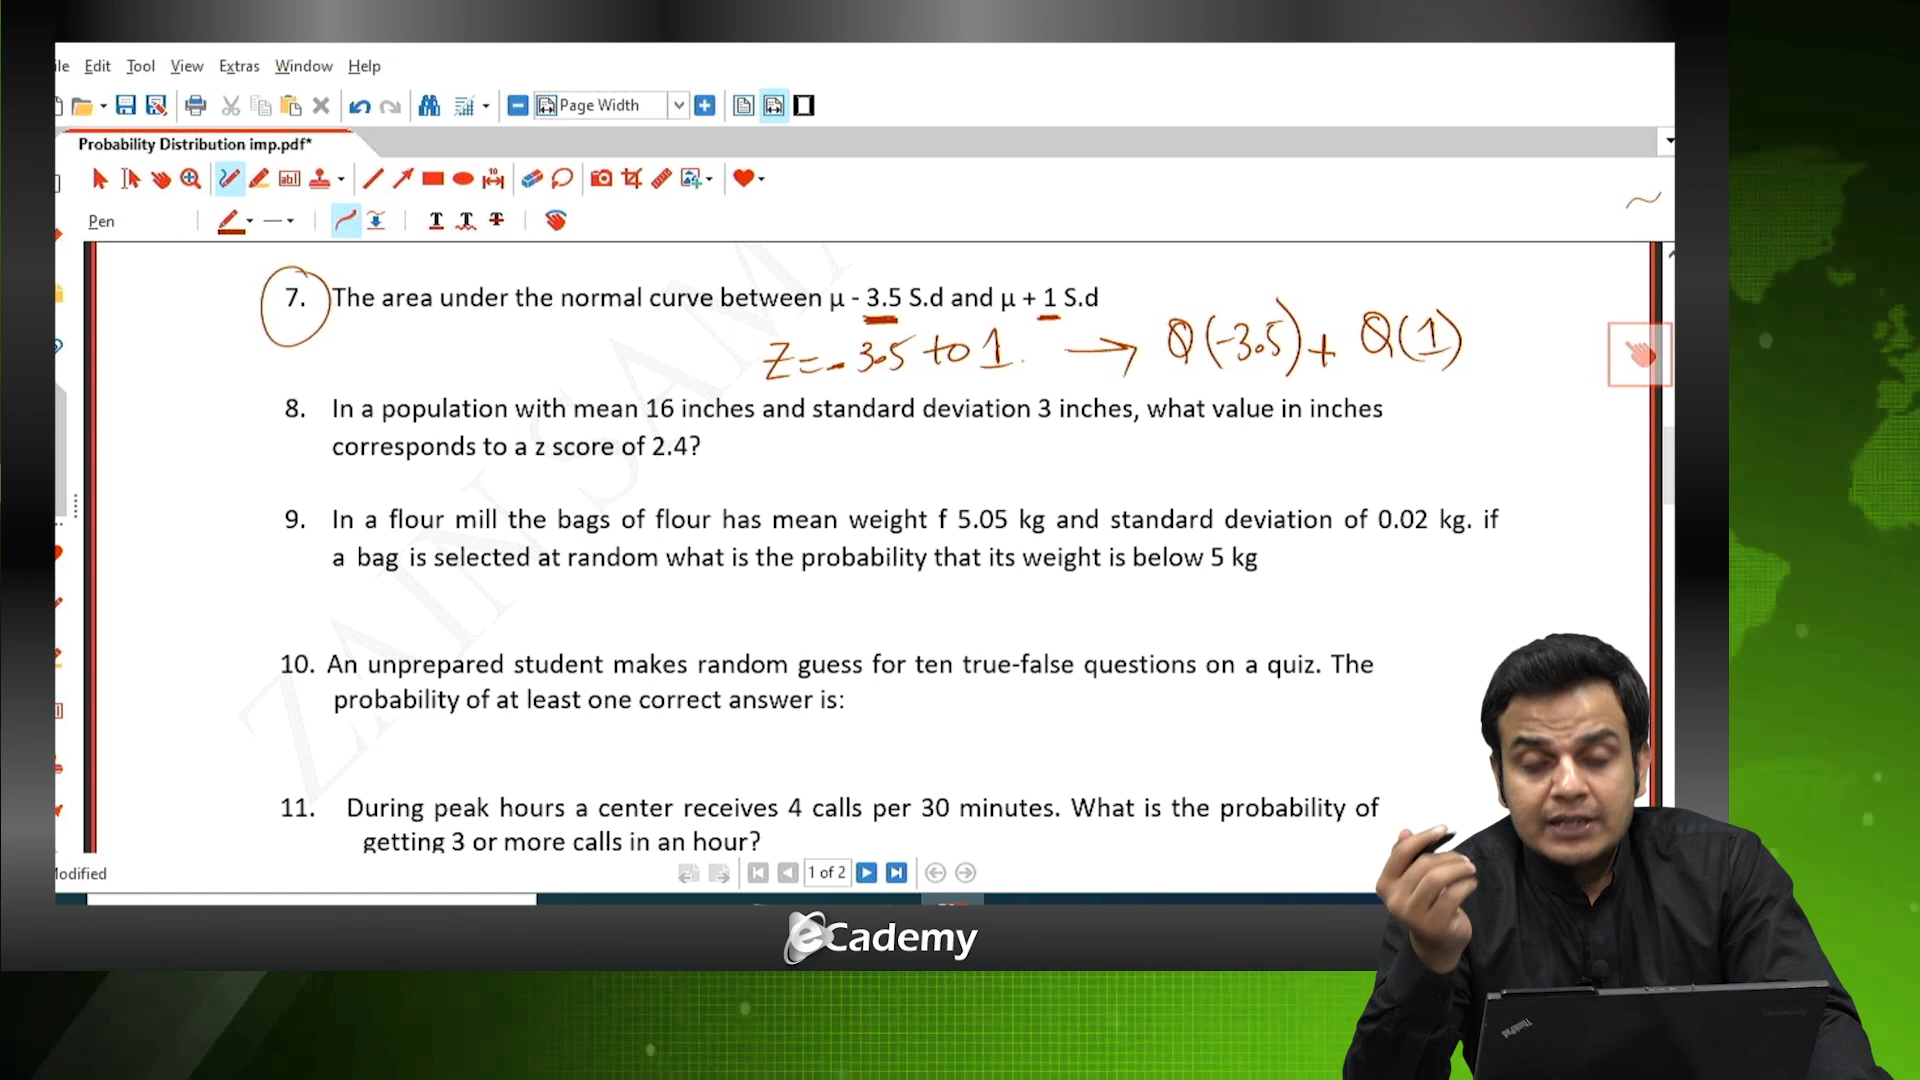 ile Edit Tool View Extras Window Help
Page Width
Probability Distribution imp.pdf*
Pen
7. The area under the normal curve between μ - 3.5 S.d and μ + 1 S.d
Z = - 3.5 to 1. → Q(-3.5) + Q(1)
8. In a population with mean 16 inches and standard deviation 3 inches, what value in inches
corresponds to a z score of 2.4?
9. In a flour mill the bags of flour has mean weight f 5.05 kg and standard deviation of 0.02 kg. if
a bag is selected at random what is the probability that its weight is below 5 kg
10. An unprepared student makes random guess for ten true-false questions on a quiz. The
probability of at least one correct answer is:
11. During peak hours a center receives 4 calls per 30 minutes. What is the probability of
getting 3 or more calls in an hour?
ZAIN SAMA
Modified
1 of 2
eCademy
ThinkPad